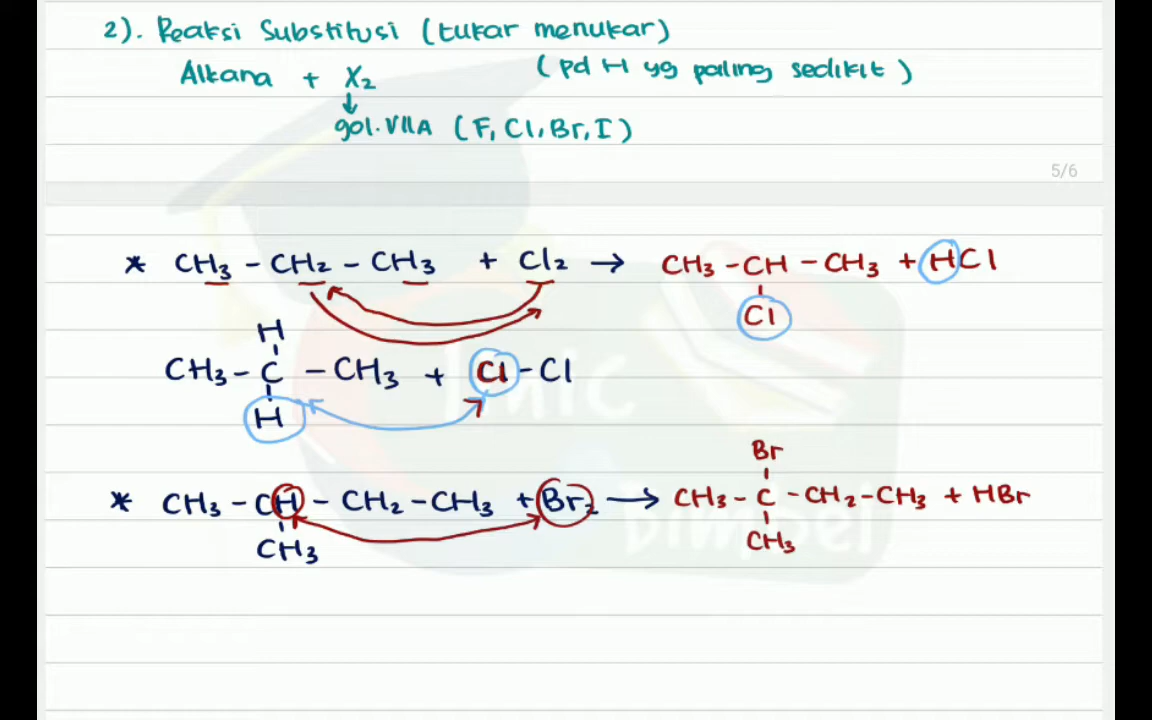 2). Reaksi Substitusi (tukar menukar)
Alkana + X₂ (pd H yg paling sedikit)
↓
gol. VIIA (F, Cl, Br, I)
5/6
* CH₃ - CH₂ - CH₃ + Cl₂ → CH₃ - CH - CH₃ + HCl
Cl
H
CH₃ - C - CH₃ + Cl - Cl
H
Br
* CH₃ - CH - CH₂ - CH₃ + Br₂ → CH₃ - C - CH₂ - CH₃ + HBr
CH₃ CH₃
Bimbel